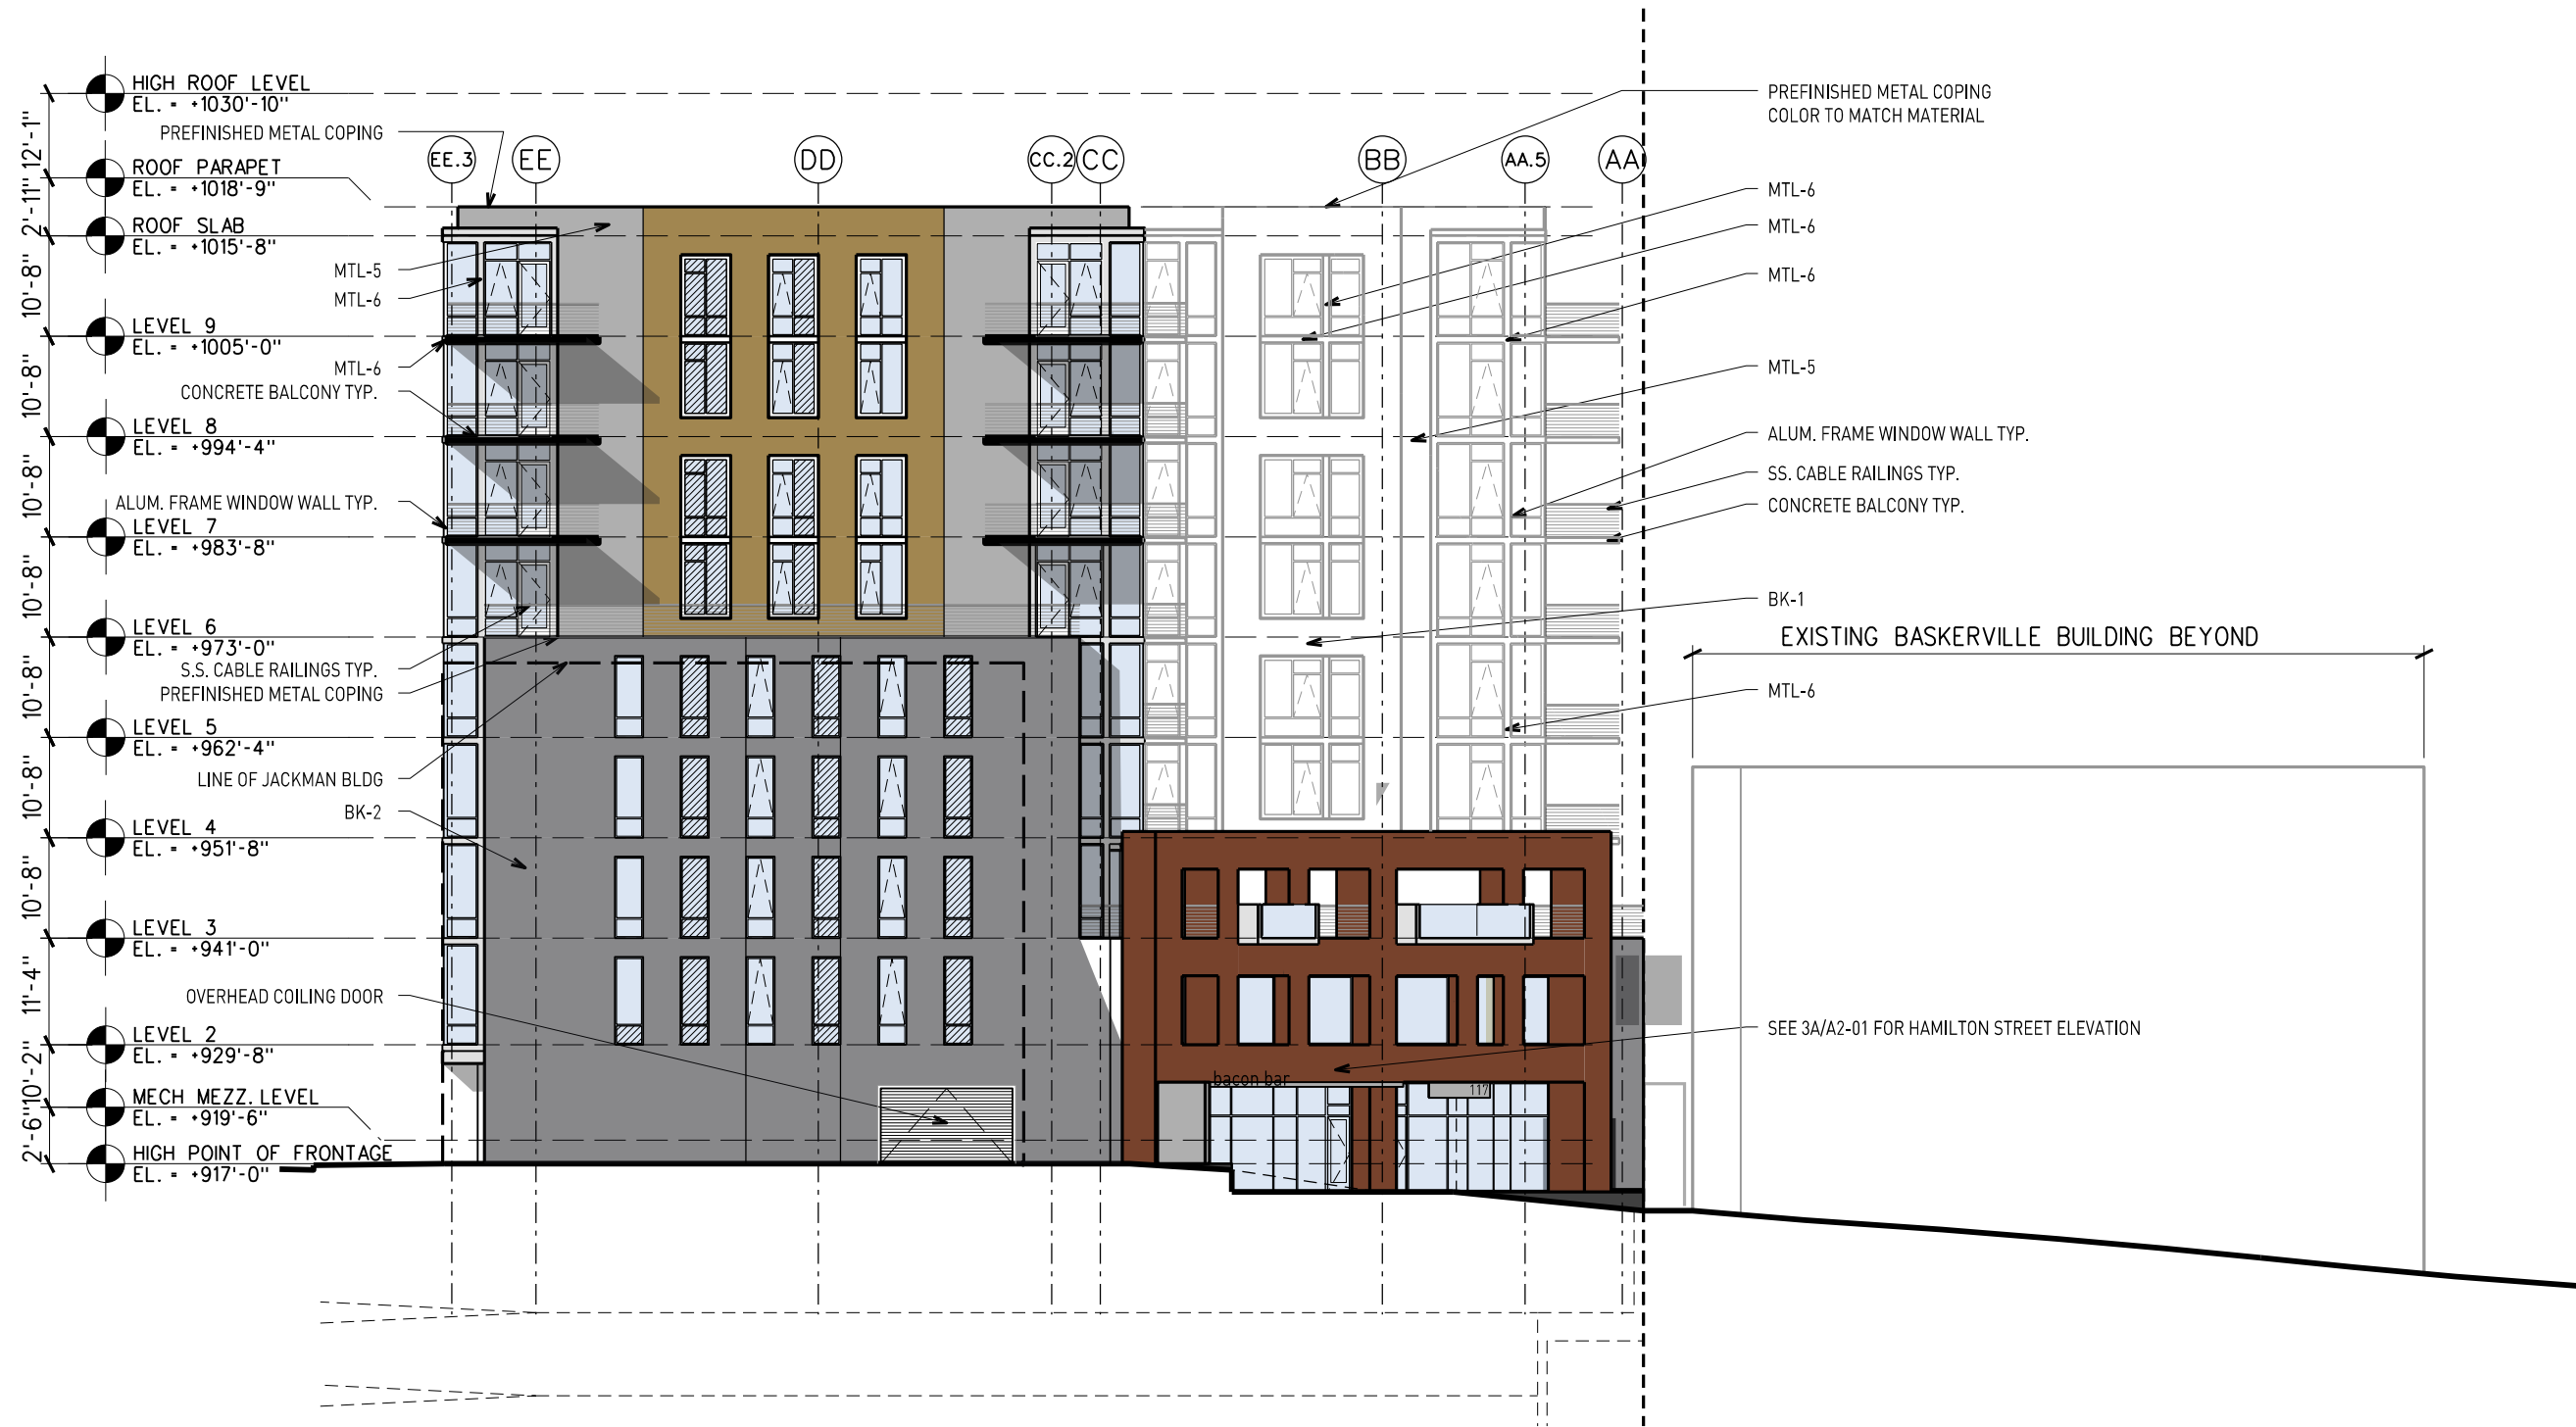 HIGH ROOF LEVEL
EL. = +1030'-10"
PREFINISHED METAL COPING
ROOF PARAPET
EL. = +1018'-9"
ROOF SLAB
EL. = +1015'-8"
MTL-5
MTL-6
LEVEL 9
EL. = +1005'-0"
MTL-6
CONCRETE BALCONY TYP.
LEVEL 8
EL. = +994'-4"
ALUM. FRAME WINDOW WALL TYP.
LEVEL 7
EL. = +983'-8"
LEVEL 6
EL. = +973'-0"
S.S. CABLE RAILINGS TYP.
PREFINISHED METAL COPING
LEVEL 5
EL. = +962'-4"
LINE OF JACKMAN BLDG
BK-2
LEVEL 4
EL. = +951'-8"
LEVEL 3
EL. = +941'-0"
OVERHEAD COILING DOOR
LEVEL 2
EL. = +929'-8"
MECH MEZZ. LEVEL
EL. = +919'-6"
HIGH POINT OF FRONTAGE
EL. = +917'-0"
12'-1"
2'-11"
10'-8"
10'-8"
10'-8"
10'-8"
10'-8"
10'-8"
10'-8"
11'-4"
10'-2"
2'-6"
EE.3
EE
DD
CC.2
CC
BB
AA.5
AA
bacon bar
117
PREFINISHED METAL COPING
COLOR TO MATCH MATERIAL
MTL-6
MTL-6
MTL-6
MTL-5
ALUM. FRAME WINDOW WALL TYP.
SS. CABLE RAILINGS TYP.
CONCRETE BALCONY TYP.
BK-1
EXISTING BASKERVILLE BUILDING BEYOND
MTL-6
SEE 3A/A2-01 FOR HAMILTON STREET ELEVATION